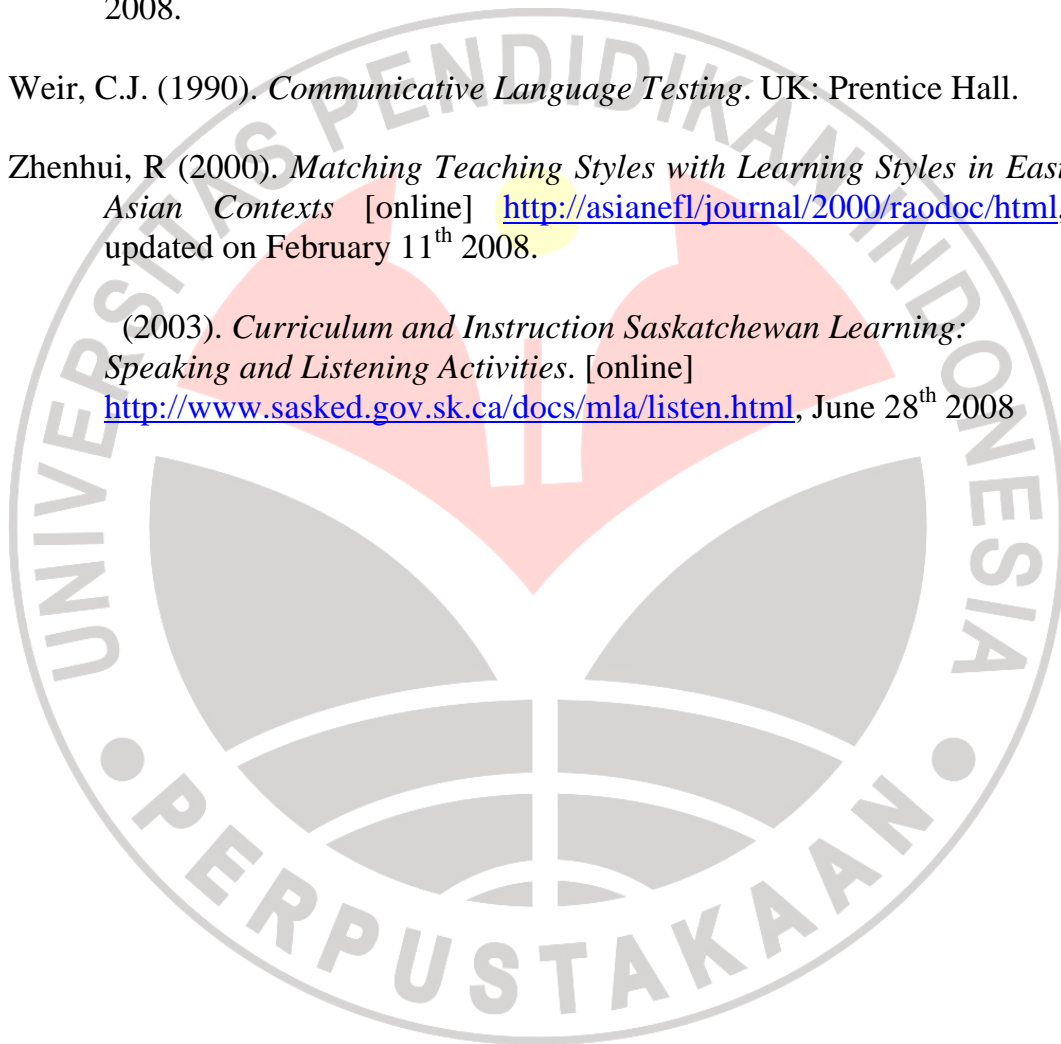 2008.
Weir, C.J. (1990). Communicative Language Testing. UK: Prentice Hall.
Zhenhui, R (2000). Matching Teaching Styles with Learning Styles in East
Asian Contexts [online] http://asianefl/journal/2000/raodoc/html,
updated on February 11th 2008.
(2003). Curriculum and Instruction Saskatchewan Learning:
Speaking and Listening Activities. [online]
http://www.sasked.gov.sk.ca/docs/mla/listen.html, June 28th 2008
UNIVERSITAS PENDIDIKAN INDONESIA
PERPUSTAKAAN